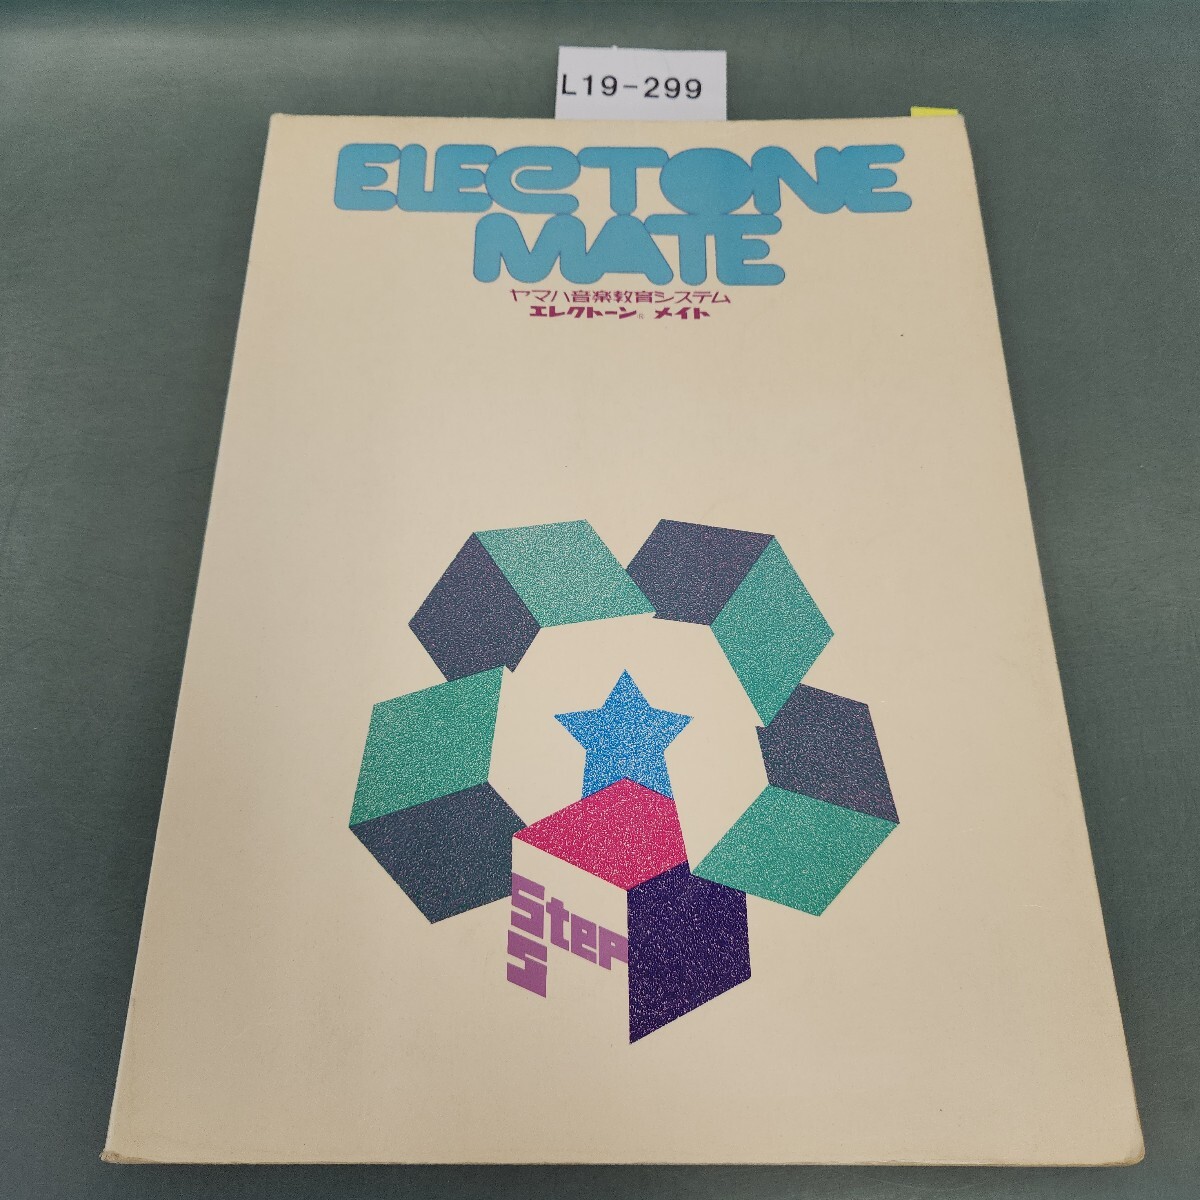 L19-299
ELECTONE
MATE
ヤマハ音楽教育システム
エレクトーン® メイト
Step
5